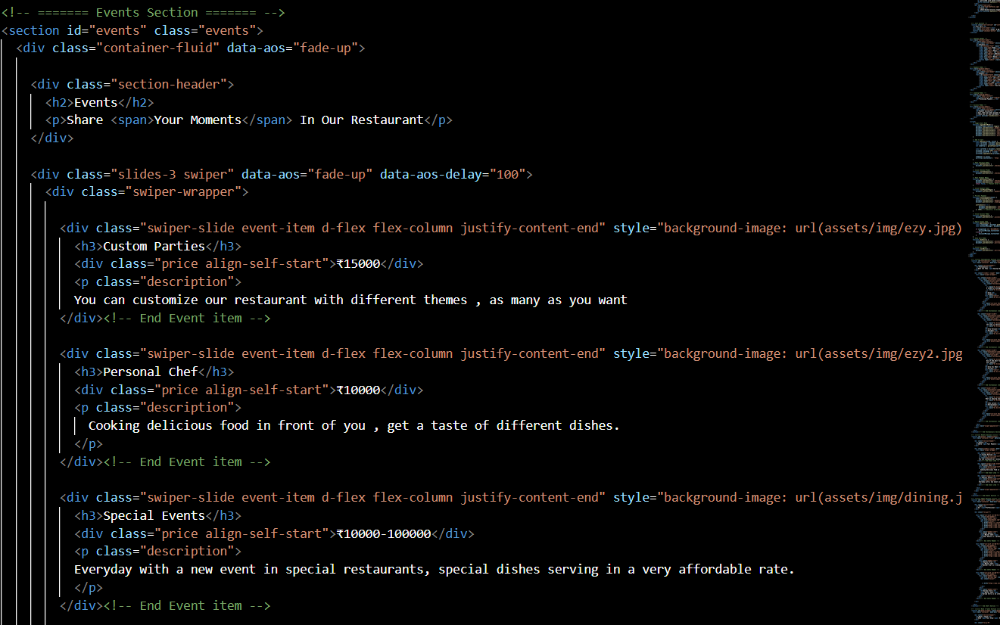 <!-- ======= Events Section ======= -->
<section id="events" class="events">
<div class="container-fluid" data-aos="fade-up">
<div class="section-header">
<h2>Events</h2>
<p>Share <span>Your Moments</span> In Our Restaurant</p>
</div>
<div class="slides-3 swiper" data-aos="fade-up" data-aos-delay="100">
<div class="swiper-wrapper">
<div class="swiper-slide event-item d-flex flex-column justify-content-end" style="background-image: url(assets/img/ezy.jpg)
<h3>Custom Parties</h3>
<div class="price align-self-start">₹15000</div>
<p class="description">
You can customize our restaurant with different themes , as many as you want
</div><!-- End Event item -->
<div class="swiper-slide event-item d-flex flex-column justify-content-end" style="background-image: url(assets/img/ezy2.jpg
<h3>Personal Chef</h3>
<div class="price align-self-start">₹10000</div>
<p class="description">
Cooking delicious food in front of you , get a taste of different dishes.
</p>
</div><!-- End Event item -->
<div class="swiper-slide event-item d-flex flex-column justify-content-end" style="background-image: url(assets/img/dining.j
<h3>Special Events</h3>
<div class="price align-self-start">₹10000-100000</div>
<p class="description">
Everyday with a new event in special restaurants, special dishes serving in a very affordable rate.
</p>
</div><!-- End Event item -->